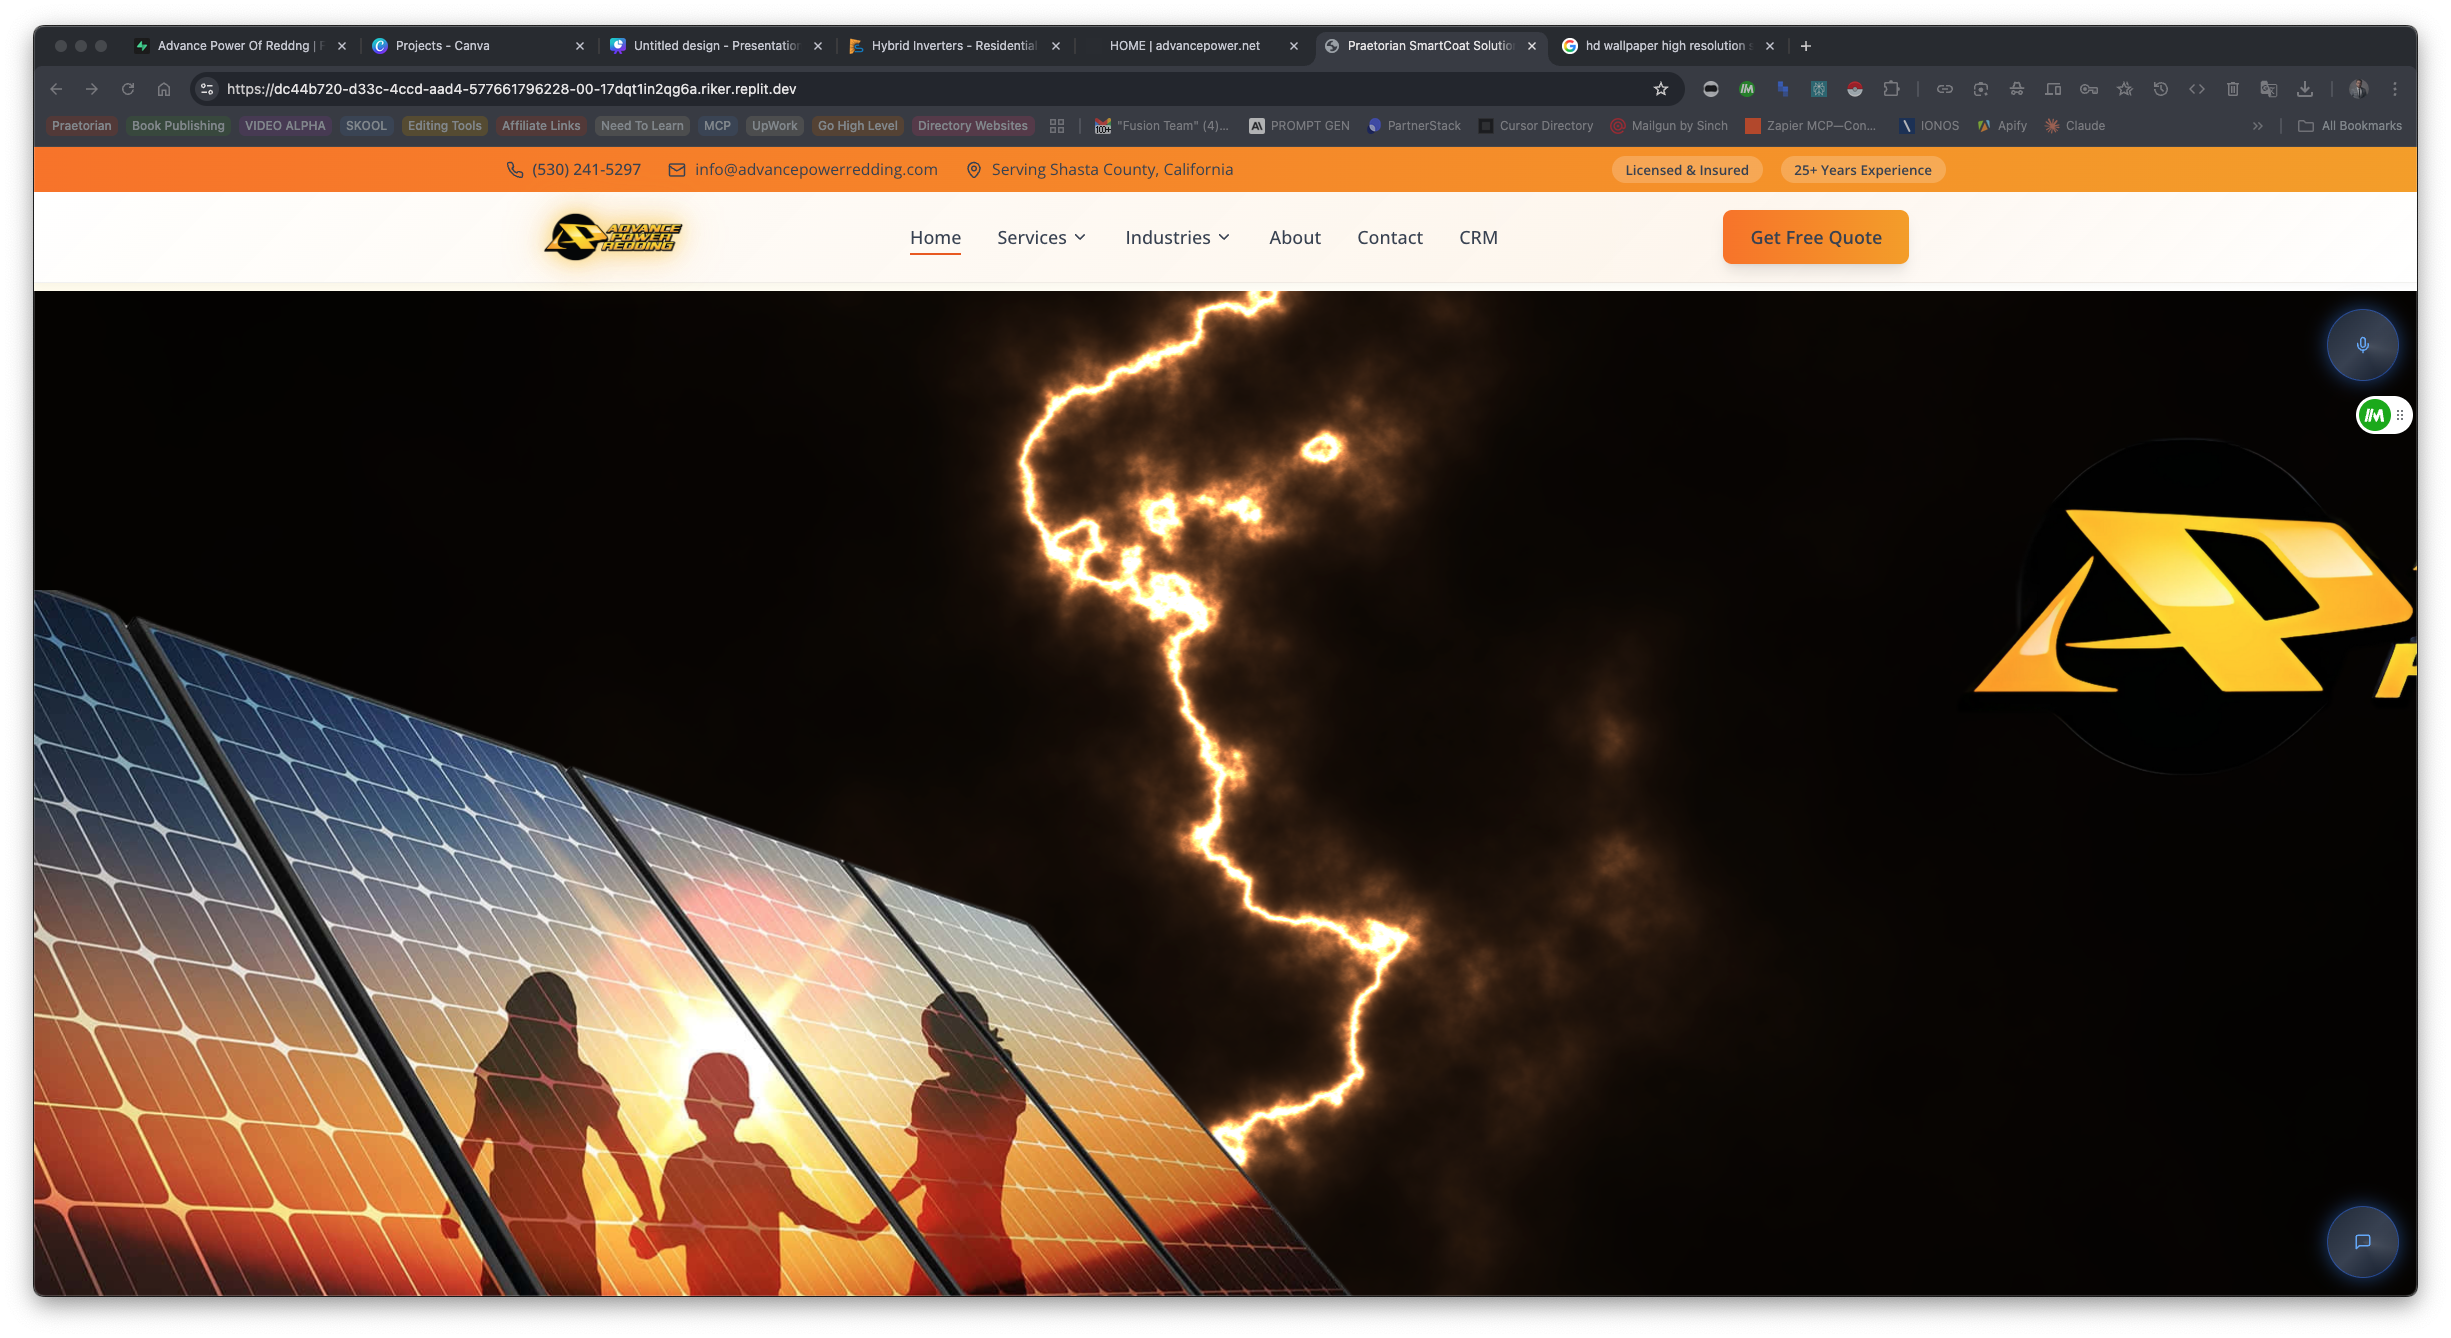 Advance Power Of Reddng |
Projects - Canva
Untitled design - Presentation
Hybrid Inverters - Residential
HOME | advancepower.net
Praetorian SmartCoat Solutio
hd wallpaper high resolution s
https://dc44b720-d33c-4ccd-aad4-577661796228-00-17dqt1in2qg6a.riker.replit.dev
Praetorian
Book Publishing
VIDEO ALPHA
SKOOL
Editing Tools
Affiliate Links
Need To Learn
MCP
UpWork
Go High Level
Directory Websites
100+
"Fusion Team" (4)...
PROMPT GEN
PartnerStack
Cursor Directory
Mailgun by Sinch
Zapier MCP—Con...
IONOS
Apify
Claude
All Bookmarks
(530) 241-5297
info@advancepowerredding.com
Serving Shasta County, California
Licensed & Insured
25+ Years Experience
ADVANCE
POWER
REDDING
Home
Services
Industries
About
Contact
CRM
Get Free Quote
AP